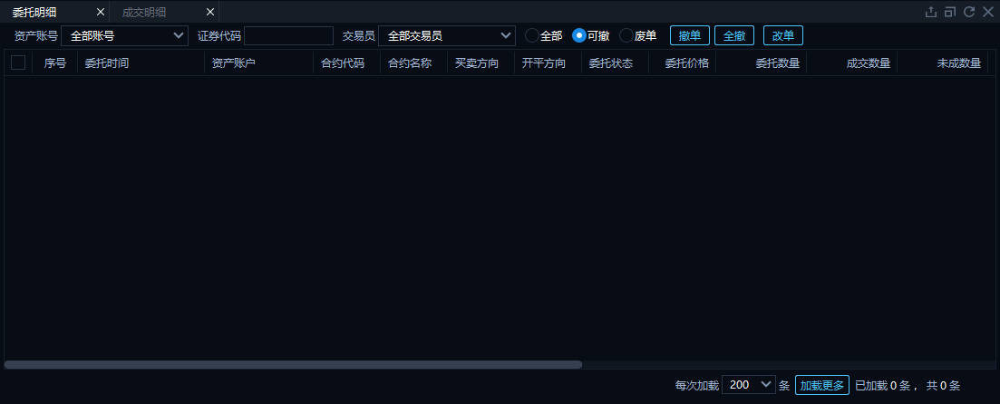 委托明细 成交明细
资产账号 全部账号 证券代码 交易员 全部交易员 全部 可撤 废单 撤单 全撤 改单
序号 委托时间 资产账户 合约代码 合约名称 买卖方向 开平方向 委托状态 委托价格 委托数量 成交数量 未成数量
每次加载 200 条 加载更多 已加载 0 条， 共 0 条